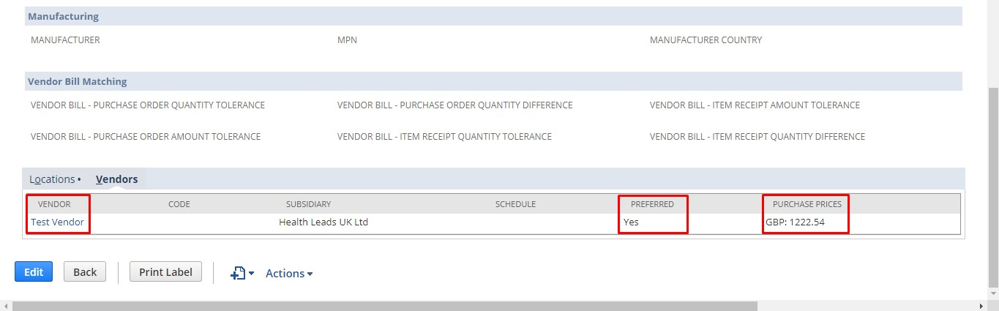 Manufacturing
MANUFACTURER MPN MANUFACTURER COUNTRY
Vendor Bill Matching
VENDOR BILL - PURCHASE ORDER QUANTITY TOLERANCE VENDOR BILL - PURCHASE ORDER QUANTITY DIFFERENCE VENDOR BILL - ITEM RECEIPT AMOUNT TOLERANCE
VENDOR BILL - PURCHASE ORDER AMOUNT TOLERANCE VENDOR BILL - ITEM RECEIPT QUANTITY TOLERANCE VENDOR BILL - ITEM RECEIPT QUANTITY DIFFERENCE
Locations • Vendors
VENDOR CODE SUBSIDIARY SCHEDULE PREFERRED PURCHASE PRICES
Test Vendor Health Leads UK Ltd Yes GBP: 1222.54
Edit Back Print Label Actions